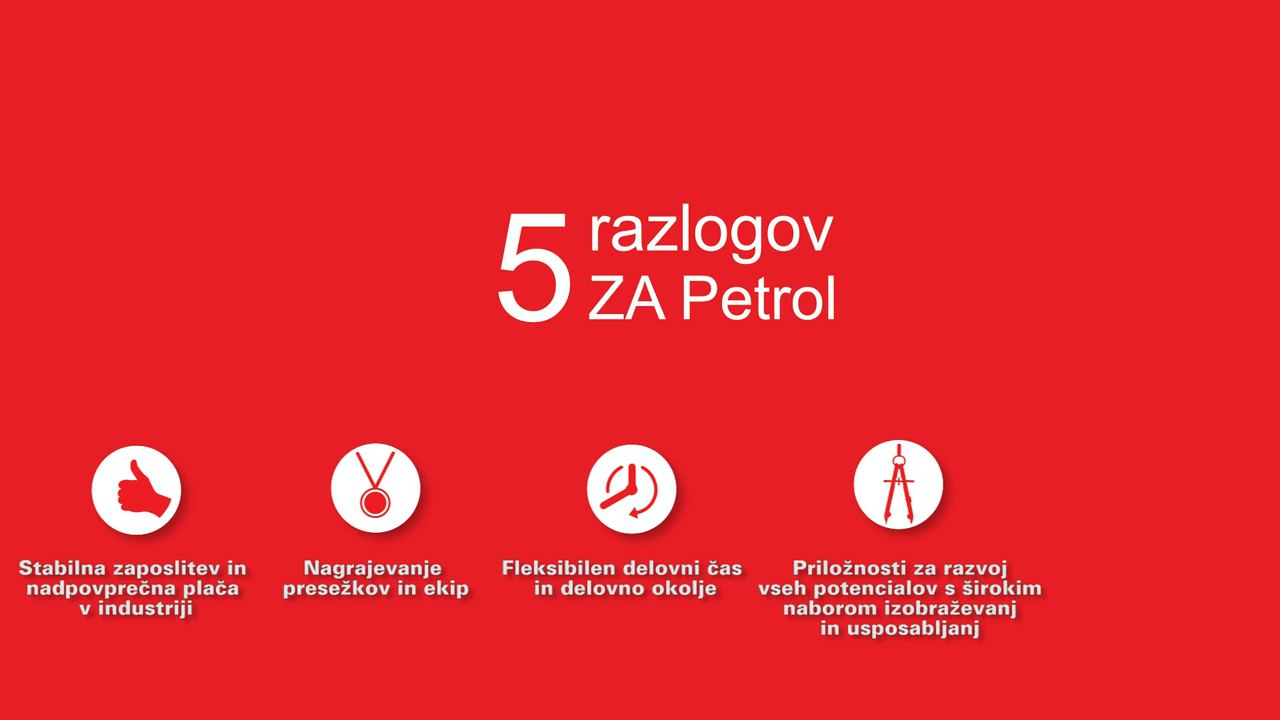 5 razlogov
ZA Petrol
Stabilna zaposlitev in
nadpovprečna plača
v industriji
Nagrajevanje
presežkov in ekip
Fleksibilen delovni čas
in delovno okolje
Priložnosti za razvoj
vseh potencialov s širokim
naborom izobraževanj
in usposabljanj